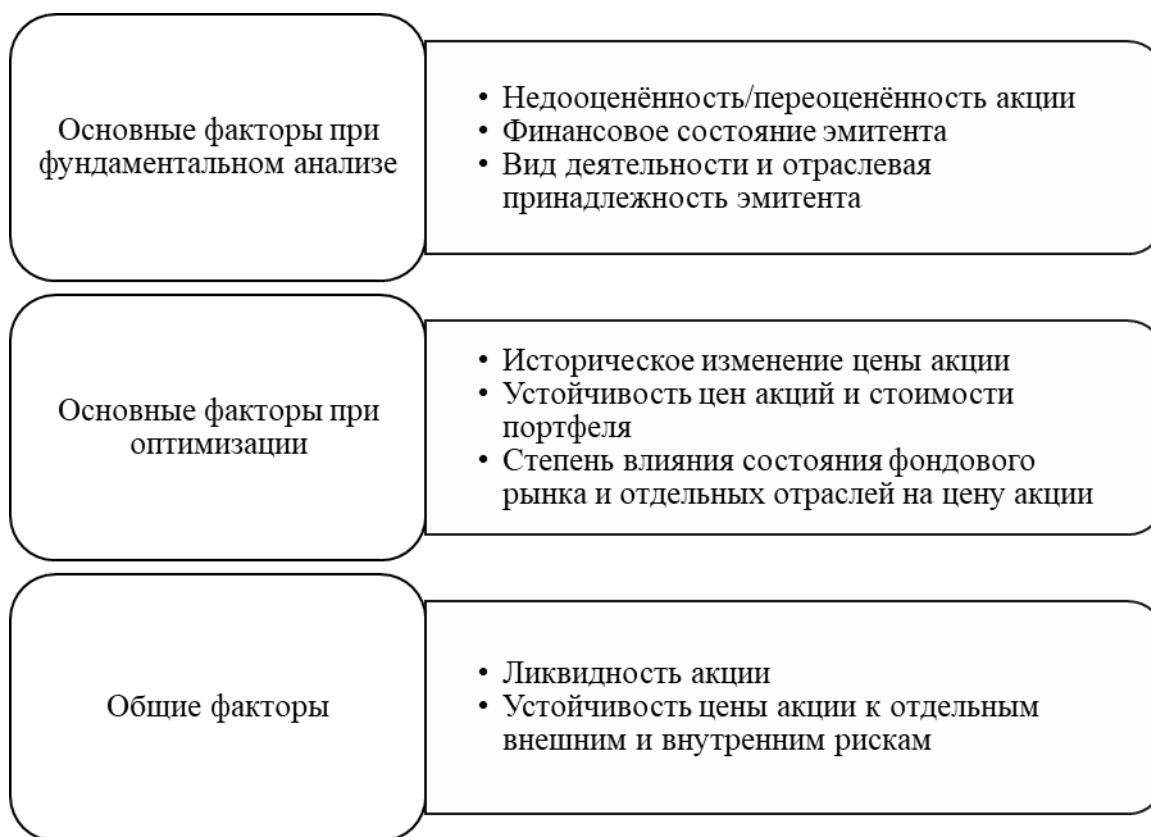 Основные факторы при
фундаментальном анализе
• Недооценённость/переоценённость акции
• Финансовое состояние эмитента
• Вид деятельности и отраслевая
принадлежность эмитента
Основные факторы при
оптимизации
• Историческое изменение цены акции
• Устойчивость цен акций и стоимости
портфеля
• Степень влияния состояния фондового
рынка и отдельных отраслей на цену акции
Общие факторы
• Ликвидность акции
• Устойчивость цены акции к отдельным
внешним и внутренним рискам